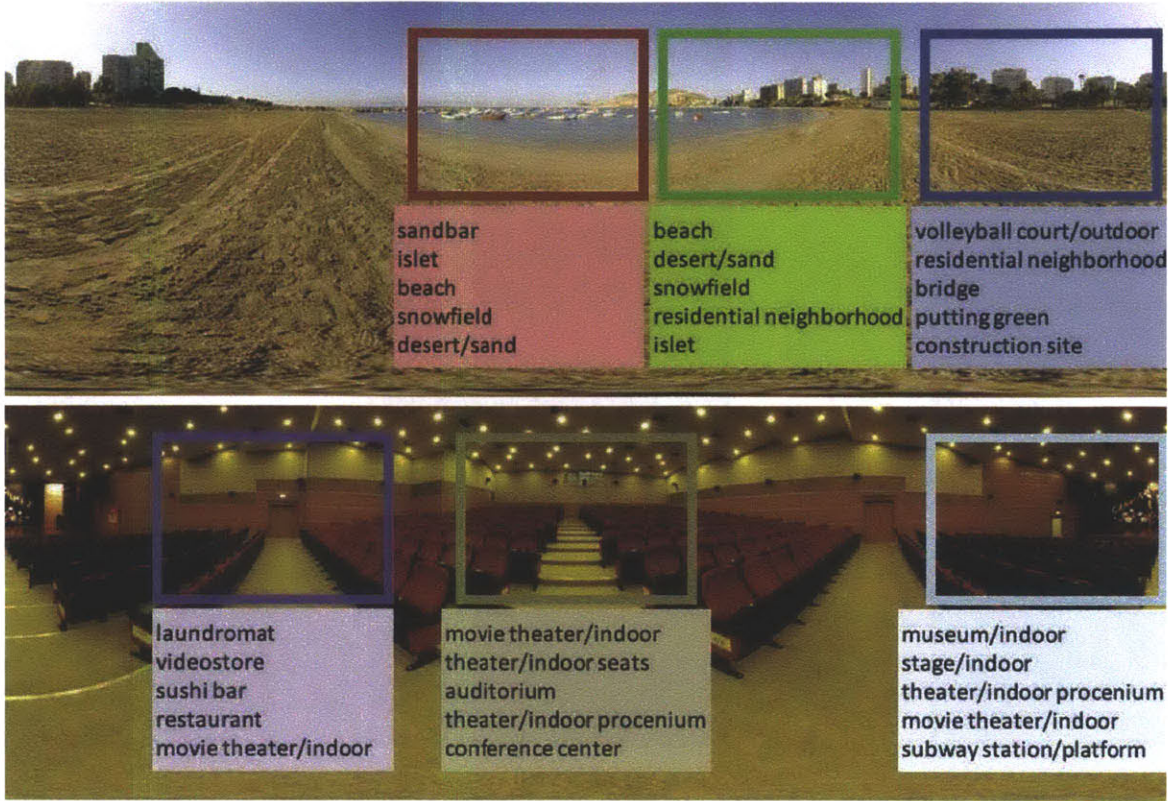 sandbar
islet
beach
snowfield
desert/sand
beach
desert/sand
snowfield
residential neighborhood
islet
volleyball court/outdoor
residential neighborhood
bridge
putting green
construction site
laundromat
videostore
sushi bar
restaurant
movie theater/indoor
movie theater/indoor
theater/indoor seats
auditorium
theater/indoor procenium
conference center
museum/indoor
stage/indoor
theater/indoor procenium
movie theater/indoor
subway station/platform